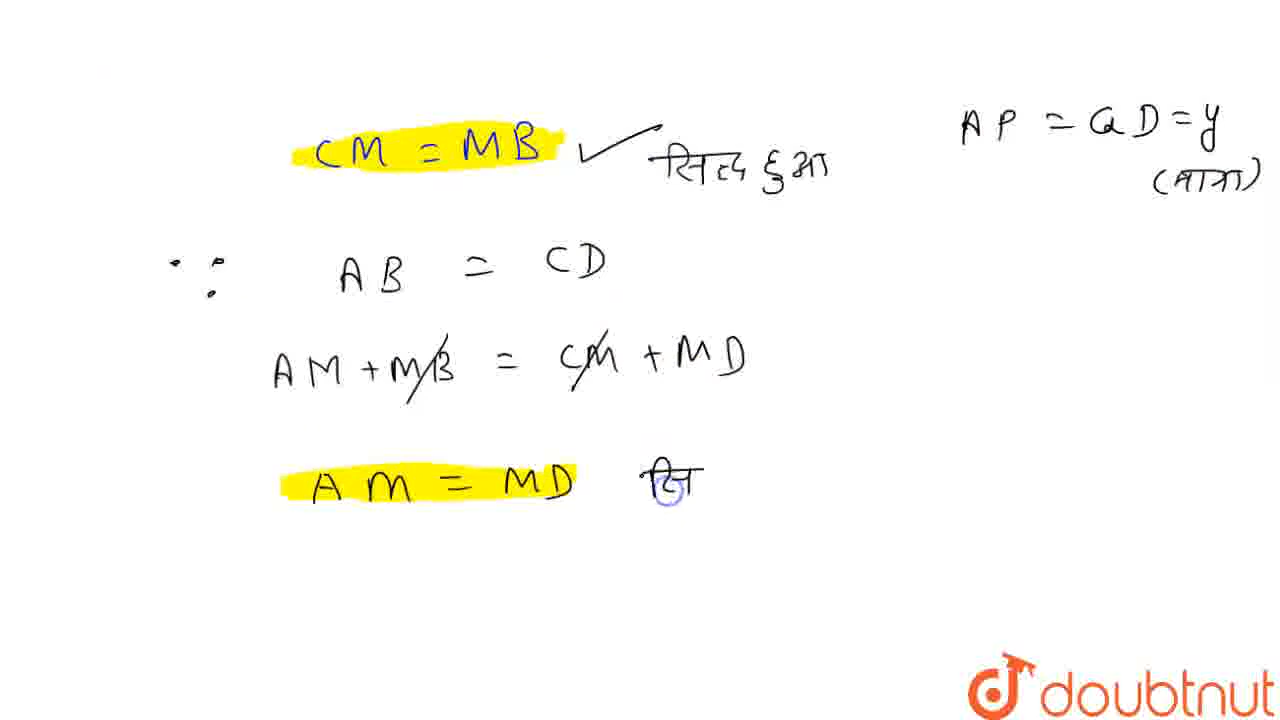 CM = MB ✓ सिद्ध हुआ
AP = QD = y
(माना)
∵ AB = CD
AM + MB = CM + MD
AM = MD सि
doubtnut